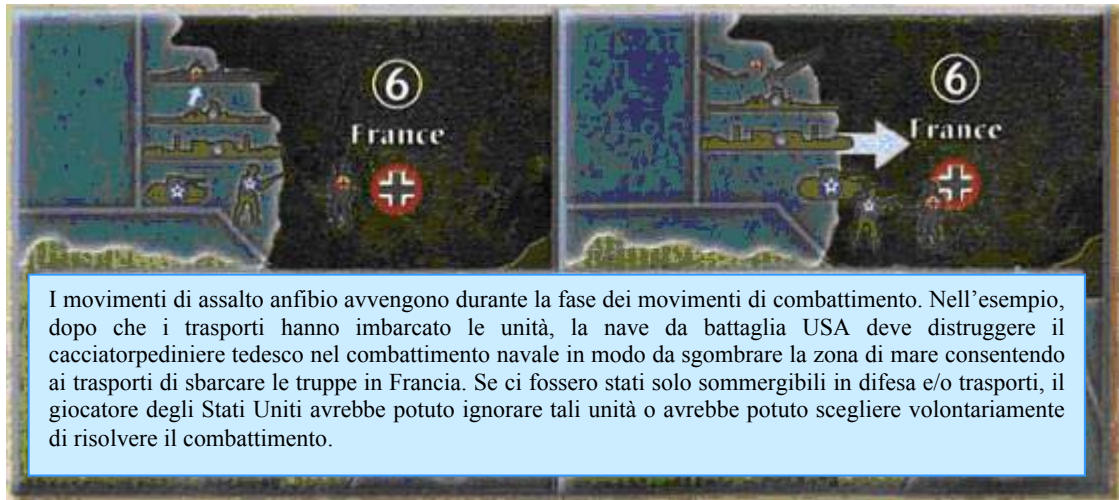 6
France
6
France
I movimenti di assalto anfibio avvengono durante la fase dei movimenti di combattimento. Nell’esempio,
dopo che i trasporti hanno imbarcato le unità, la nave da battaglia USA deve distruggere il
cacciatorpediniere tedesco nel combattimento navale in modo da sgombrare la zona di mare consentendo
ai trasporti di sbarcare le truppe in Francia. Se ci fossero stati solo sommergibili in difesa e/o trasporti, il
giocatore degli Stati Uniti avrebbe potuto ignorare tali unità o avrebbe potuto scegliere volontariamente
di risolvere il combattimento.